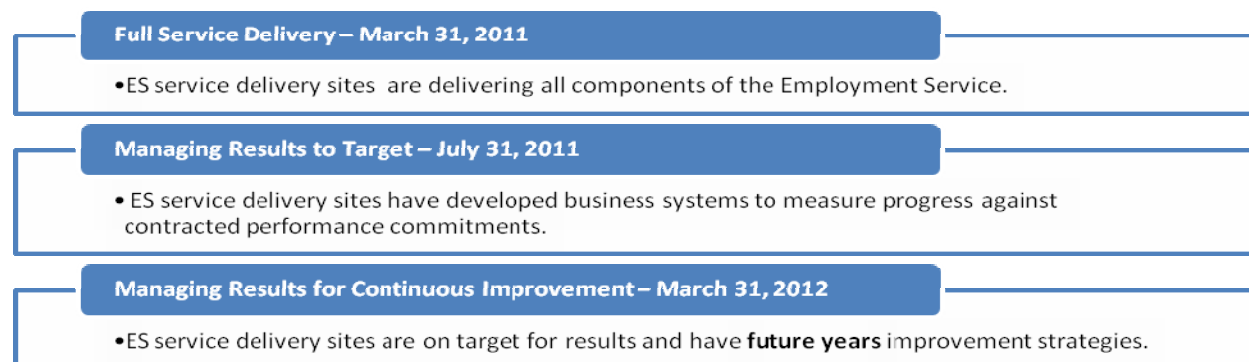 Full Service Delivery – March 31, 2011
•ES service delivery sites are delivering all components of the Employment Service.
Managing Results to Target – July 31, 2011
• ES service delivery sites have developed business systems to measure progress against
contracted performance commitments.
Managing Results for Continuous Improvement – March 31, 2012
•ES service delivery sites are on target for results and have future years improvement strategies.